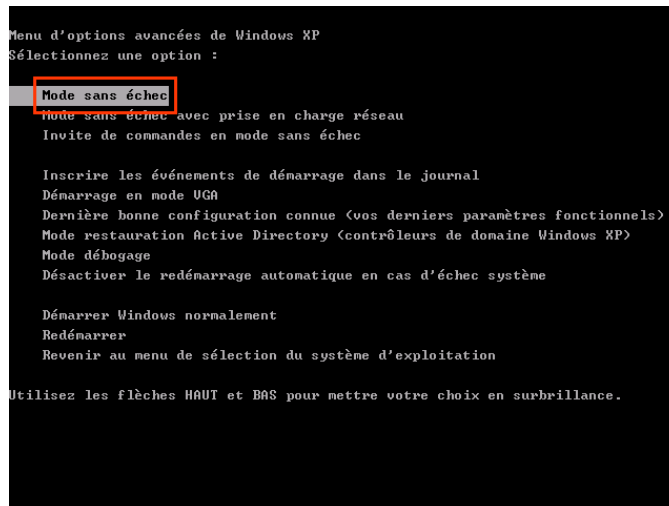 Menu d'options avancées de Windows XP
Sélectionnez une option :
Mode sans échec
Mode sans échec avec prise en charge réseau
Invite de commandes en mode sans échec
Inscrire les événements de démarrage dans le journal
Démarrage en mode VGA
Dernière bonne configuration connue (vos derniers paramètres fonctionnels)
Mode restauration Active Directory (contrôleurs de domaine Windows XP)
Mode débogage
Désactiver le redémarrage automatique en cas d'échec système
Démarrer Windows normalement
Redémarrer
Revenir au menu de sélection du système d'exploitation
Utilisez les flèches HAUT et BAS pour mettre votre choix en surbrillance.